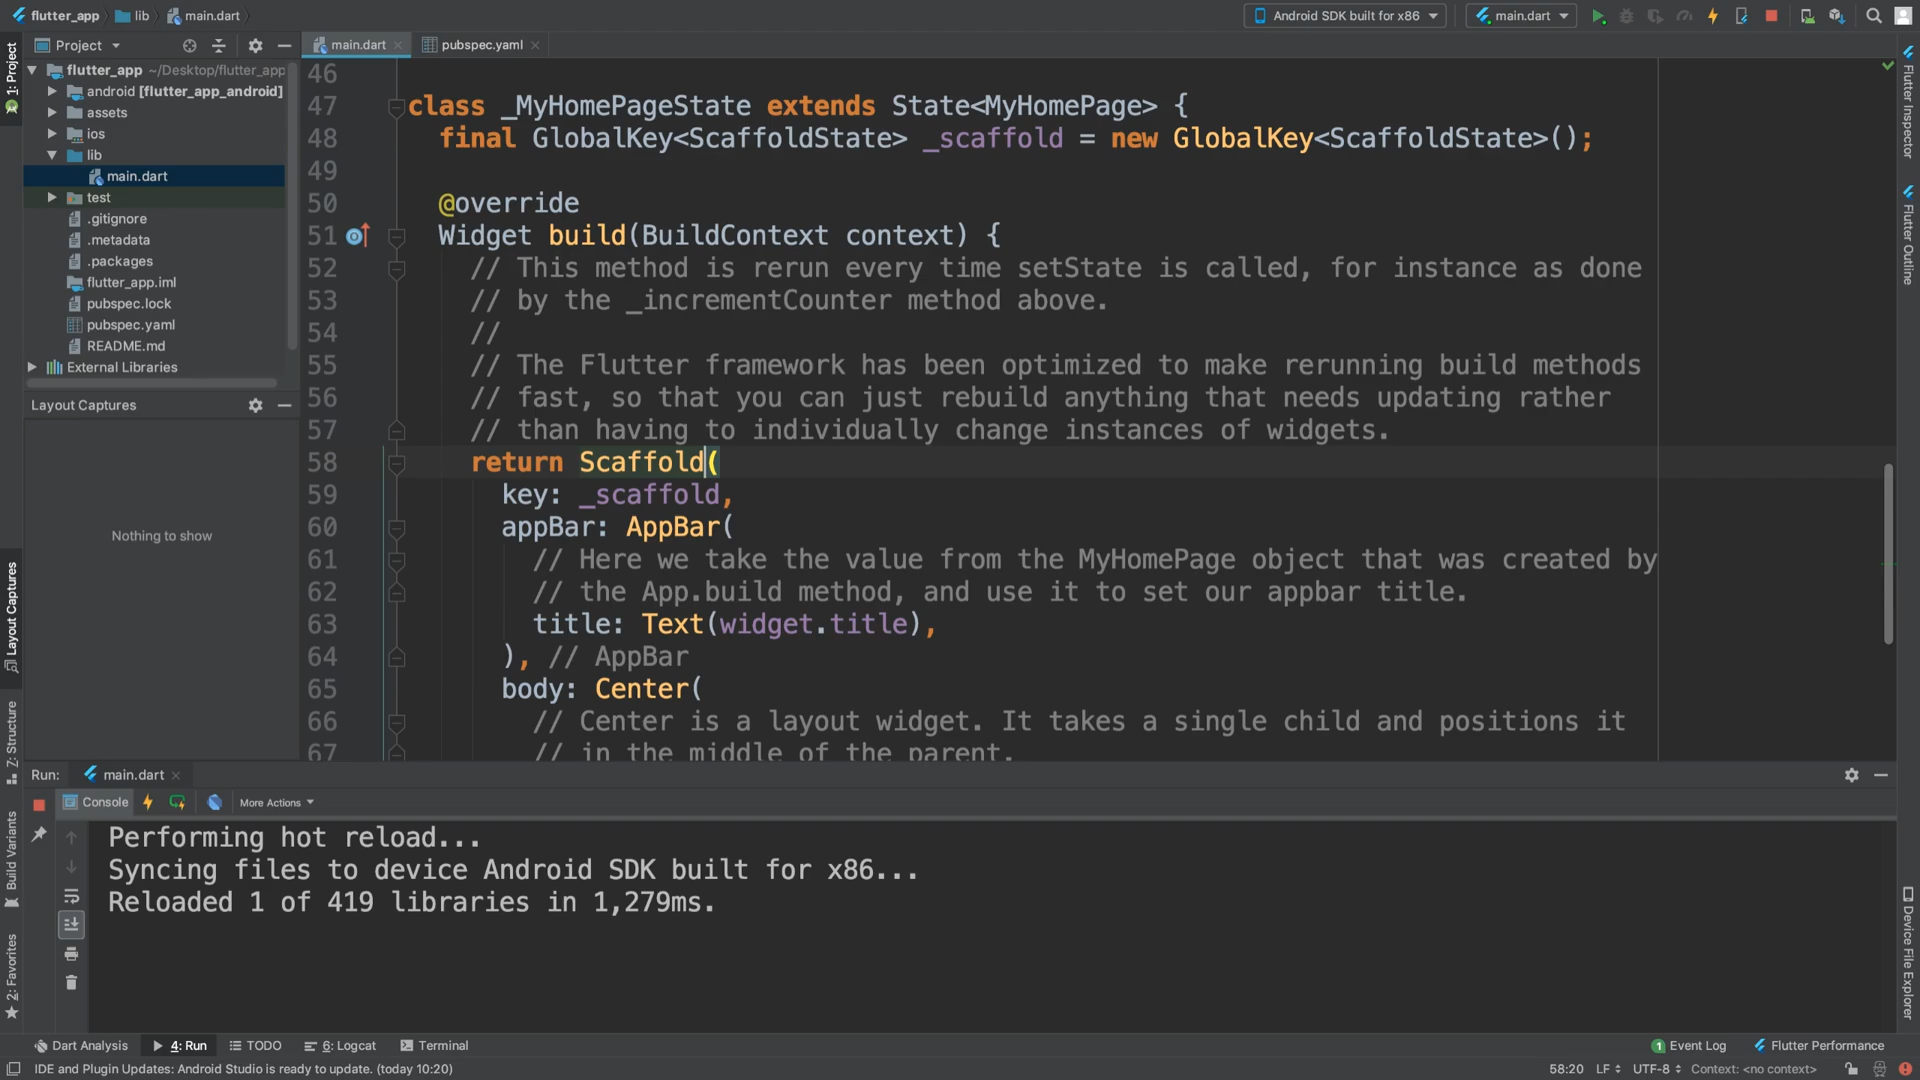 flutter_app lib main.dart Android SDK built for x86 main.dart
Project main.dart pubspec.yaml
flutter_app ~/Desktop/flutter_app
android [flutter_app_android]
assets
ios
lib
main.dart
test
.gitignore
.metadata
.packages
flutter_app.iml
pubspec.lock
pubspec.yaml
README.md
External Libraries
Layout Captures
Nothing to show
1: Project
Layout Captures
Z: Structure
Build Variants
2: Favorites
46
47 class _MyHomePageState extends State<MyHomePage> {
48 final GlobalKey<ScaffoldState> _scaffold = new GlobalKey<ScaffoldState>();
49
50 @override
51 Widget build(BuildContext context) {
52 // This method is rerun every time setState is called, for instance as done
53 // by the _incrementCounter method above.
54 //
55 // The Flutter framework has been optimized to make rerunning build methods
56 // fast, so that you can just rebuild anything that needs updating rather
57 // than having to individually change instances of widgets.
58 return Scaffold(
59 key: _scaffold,
60 appBar: AppBar(
61 // Here we take the value from the MyHomePage object that was created by
62 // the App.build method, and use it to set our appbar title.
63 title: Text(widget.title),
64 ), // AppBar
65 body: Center(
66 // Center is a layout widget. It takes a single child and positions it
67 // in the middle of the parent.
Flutter Inspector
Flutter Outline
Device File Explorer
Run: main.dart
Console More Actions
Performing hot reload...
Syncing files to device Android SDK built for x86...
Reloaded 1 of 419 libraries in 1,279ms.
Dart Analysis 4: Run TODO 6: Logcat Terminal 1 Event Log Flutter Performance
IDE and Plugin Updates: Android Studio is ready to update. (today 10:20) 58:20 LF UTF-8 Context: <no context>